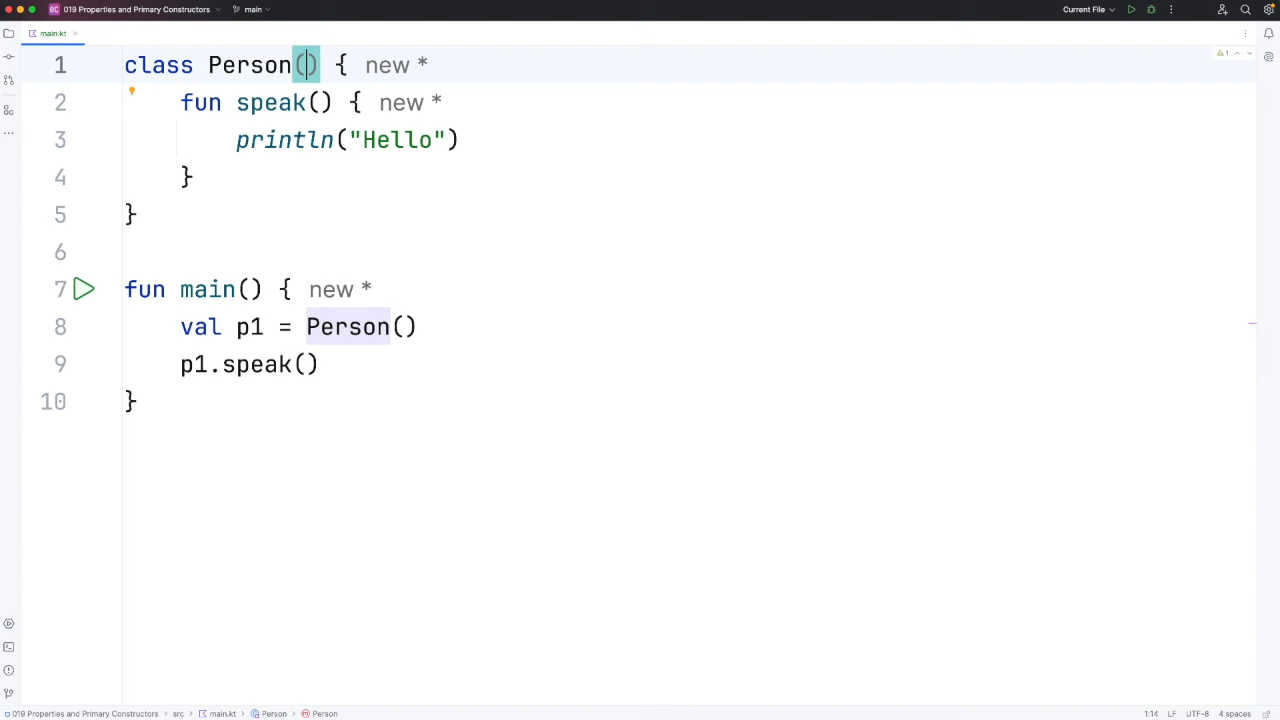 019 Properties and Primary Constructors main Current File
main.kt
1 class Person() { new *
2 fun speak() { new *
3 println("Hello")
4 }
5 }
6
7 fun main() { new *
8 val p1 = Person()
9 p1.speak()
10 }
1
019 Properties and Primary Constructors > src > main.kt > Person > Person 1:14 LF UTF-8 4 spaces